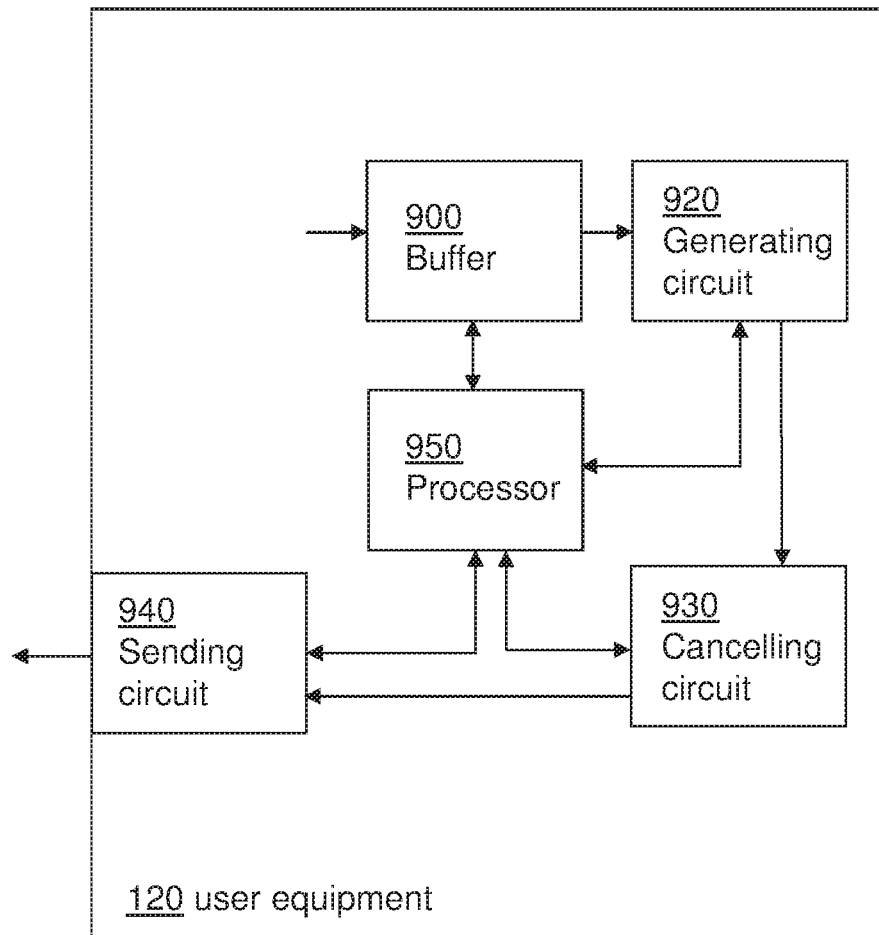 900
Buffer
920
Generating
circuit
950
Processor
940
Sending
circuit
930
Cancelling
circuit
120 user equipment